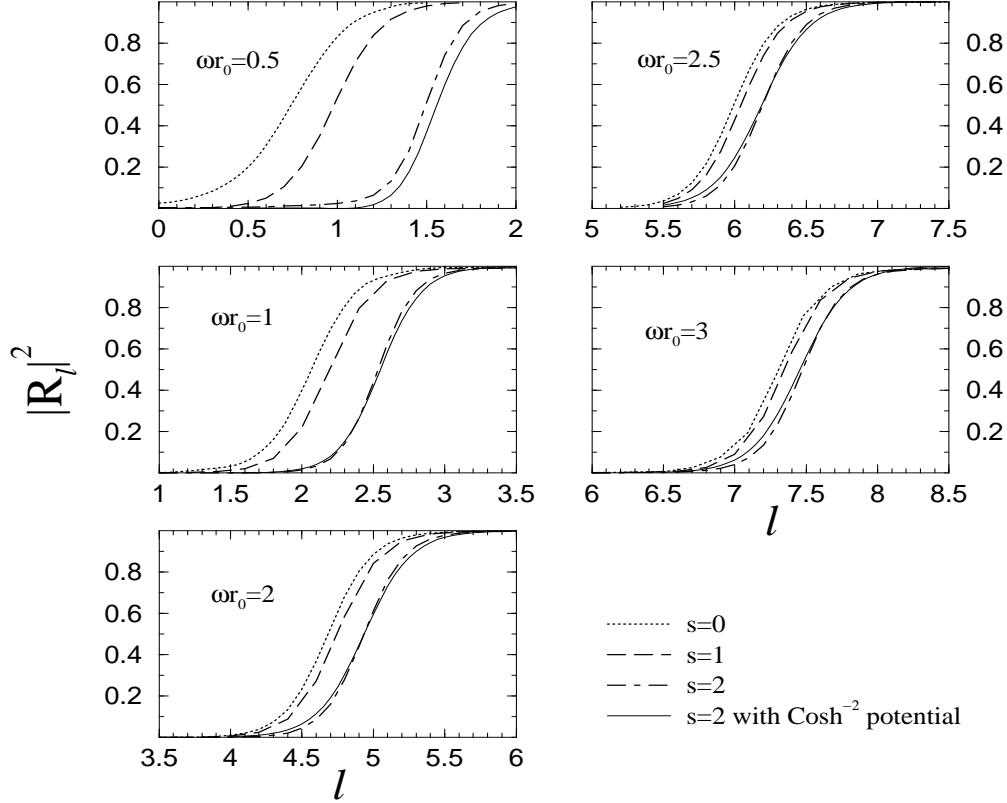 0.8
0.6
0.4
0.2
ωr₀=0.5
0 0.5 1 1.5 2
ωr₀=2.5
0.8
0.6
0.4
0.2
5 5.5 6 6.5 7 7.5
0.8
0.6
0.4
0.2
ωr₀=1
1 1.5 2 2.5 3 3.5
ωr₀=3
0.8
0.6
0.4
0.2
6 6.5 7 7.5 8 8.5
l
|R_l|²
0.8
0.6
0.4
0.2
ωr₀=2
3.5 4 4.5 5 5.5 6
l
s=0
s=1
s=2
s=2 with Cosh⁻² potential